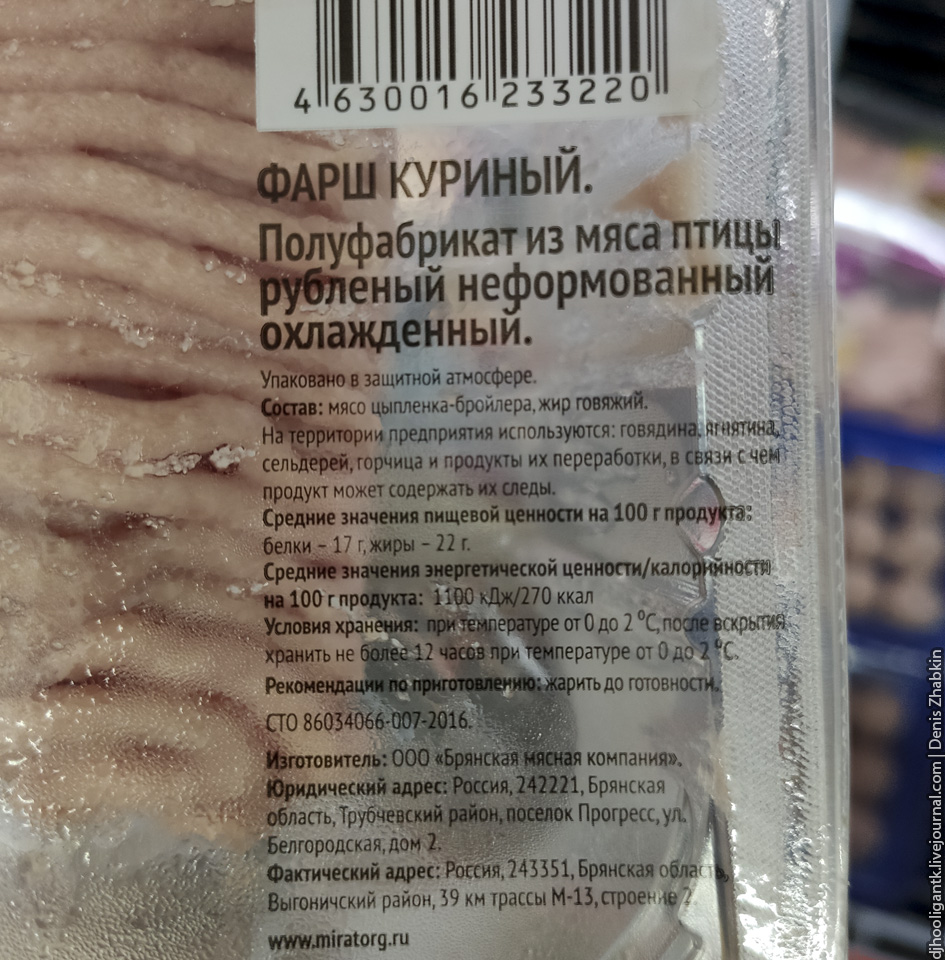 4 630016 233220
ФАРШ КУРИНЫЙ.
Полуфабрикат из мяса птицы
рубленый неформованный
охлажденный.
Упаковано в защитной атмосфере.
Состав: мясо цыпленка-бройлера, жир говяжий.
На территории предприятия используются: говядина, ягнятина,
сельдерей, горчица и продукты их переработки, в связи с чем
продукт может содержать их следы.
Средние значения пищевой ценности на 100 г продукта:
белки – 17 г, жиры – 22 г.
Средние значения энергетической ценности/калорийности
на 100 г продукта: 1100 кДж/270 ккал
Условия хранения: при температуре от 0 до 2 °C, после вскрытия
хранить не более 12 часов при температуре от 0 до 2 °C.
Рекомендации по приготовлению: жарить до готовности.
СТО 86034066-007-2016.
Изготовитель: ООО «Брянская мясная компания».
Юридический адрес: Россия, 242221, Брянская
область, Трубчевский район, поселок Прогресс, ул.
Белгородская, дом 2.
Фактический адрес: Россия, 243351, Брянская область,
Выгоничский район, 39 км трассы М-13, строение 2.
www.miratorg.ru
djhooligantk.livejournal.com | Denis Zhabkin